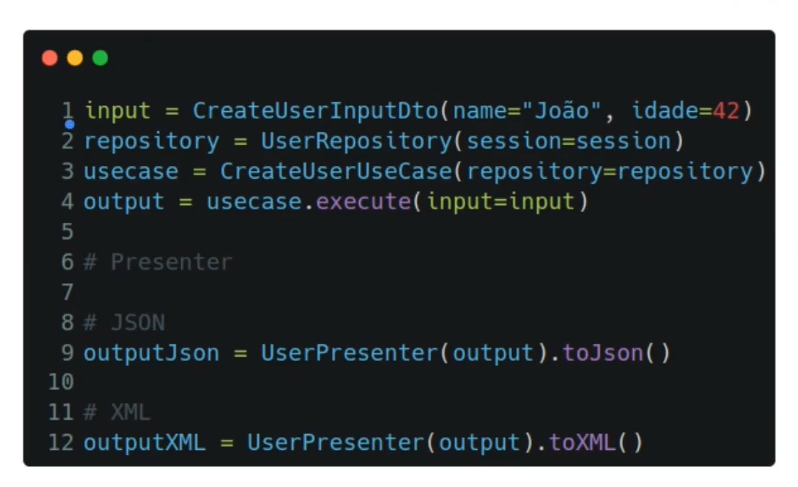 1 input = CreateUserInputDto(name="João", idade=42)
2 repository = UserRepository(session=session)
3 usecase = CreateUserUseCase(repository=repository)
4 output = usecase.execute(input=input)
5
6 # Presenter
7
8 # JSON
9 outputJson = UserPresenter(output).toJson()
10
11 # XML
12 outputXML = UserPresenter(output).toXML()